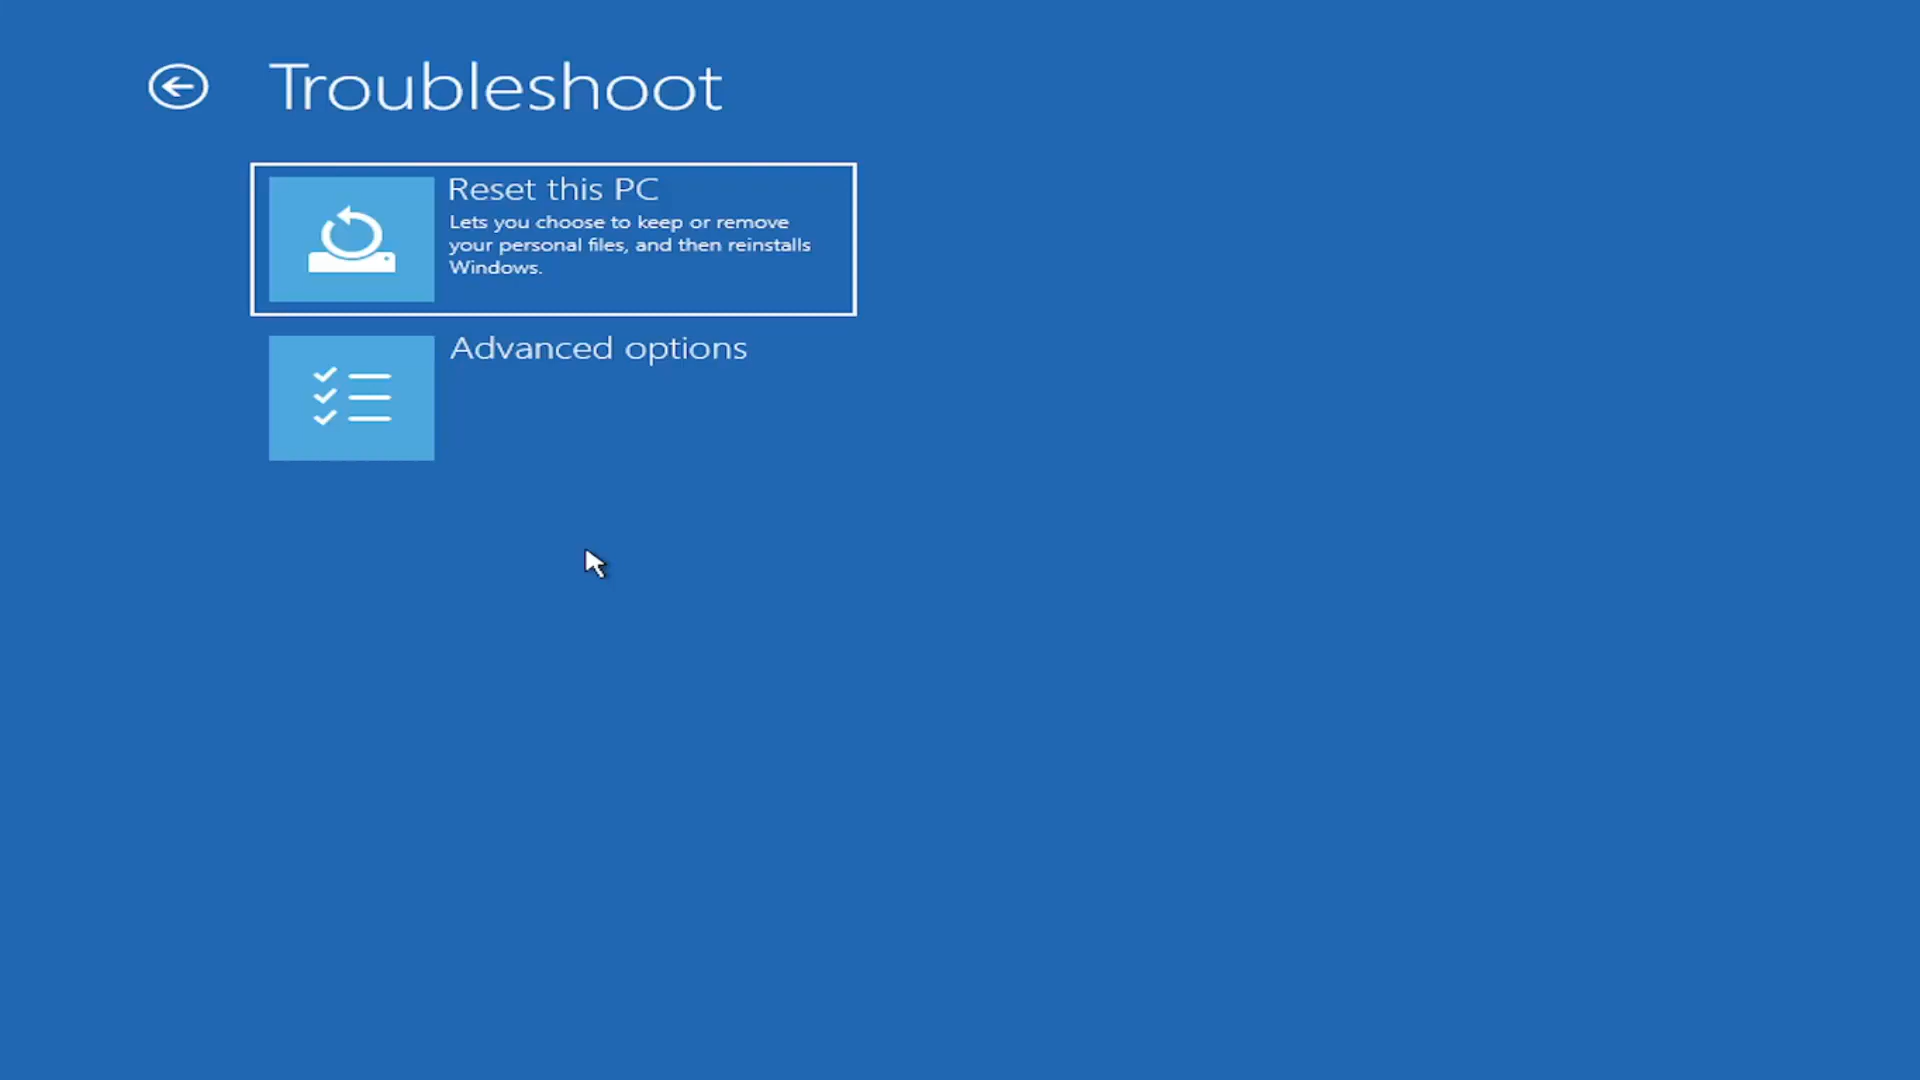 Troubleshoot
Reset this PC
Lets you choose to keep or remove
your personal files, and then reinstalls
Windows.
Advanced options